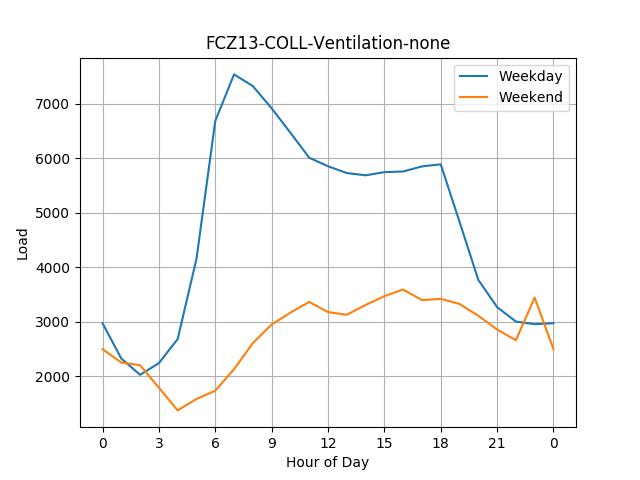 FCZ13-COLL-Ventilation-none
Weekday
Weekend
Load
7000
6000
5000
4000
3000
2000
0 3 6 9 12 15 18 21 0
Hour of Day